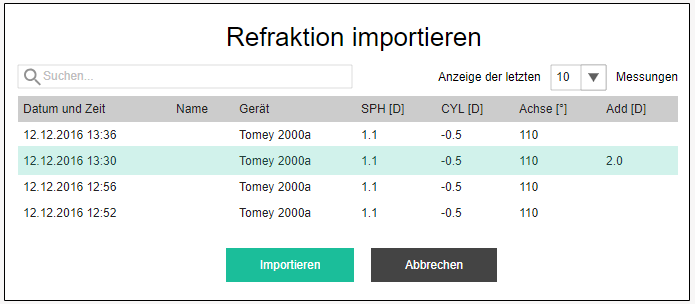 Refraktion importieren
Suchen... Anzeige der letzten 10 Messungen
Datum und Zeit Name Gerät SPH [D] CYL [D] Achse [°] Add [D]
12.12.2016 13:36 Tomey 2000a 1.1 -0.5 110
12.12.2016 13:30 Tomey 2000a 1.1 -0.5 110 2.0
12.12.2016 12:56 Tomey 2000a 1.1 -0.5 110
12.12.2016 12:52 Tomey 2000a 1.1 -0.5 110
Importieren Abbrechen